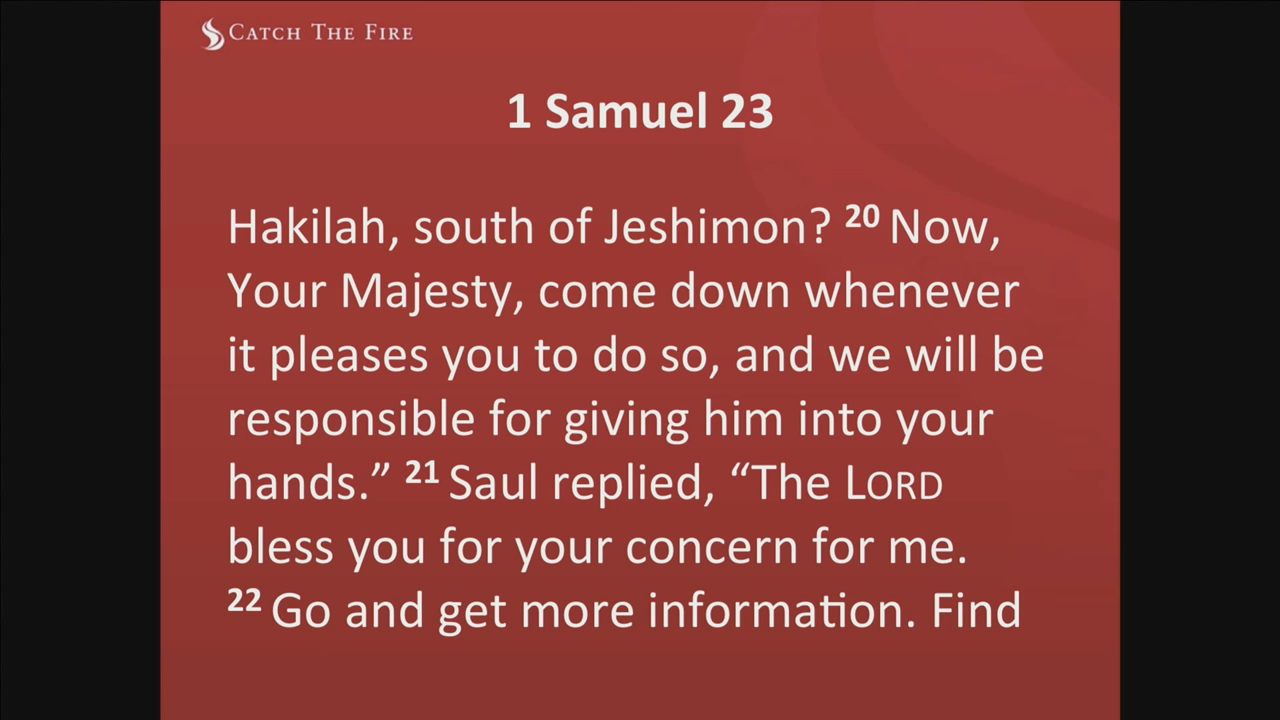 CATCH THE FIRE
1 Samuel 23
Hakilah, south of Jeshimon? 20 Now,
Your Majesty, come down whenever
it pleases you to do so, and we will be
responsible for giving him into your
hands.” 21 Saul replied, “The LORD
bless you for your concern for me.
22 Go and get more information. Find